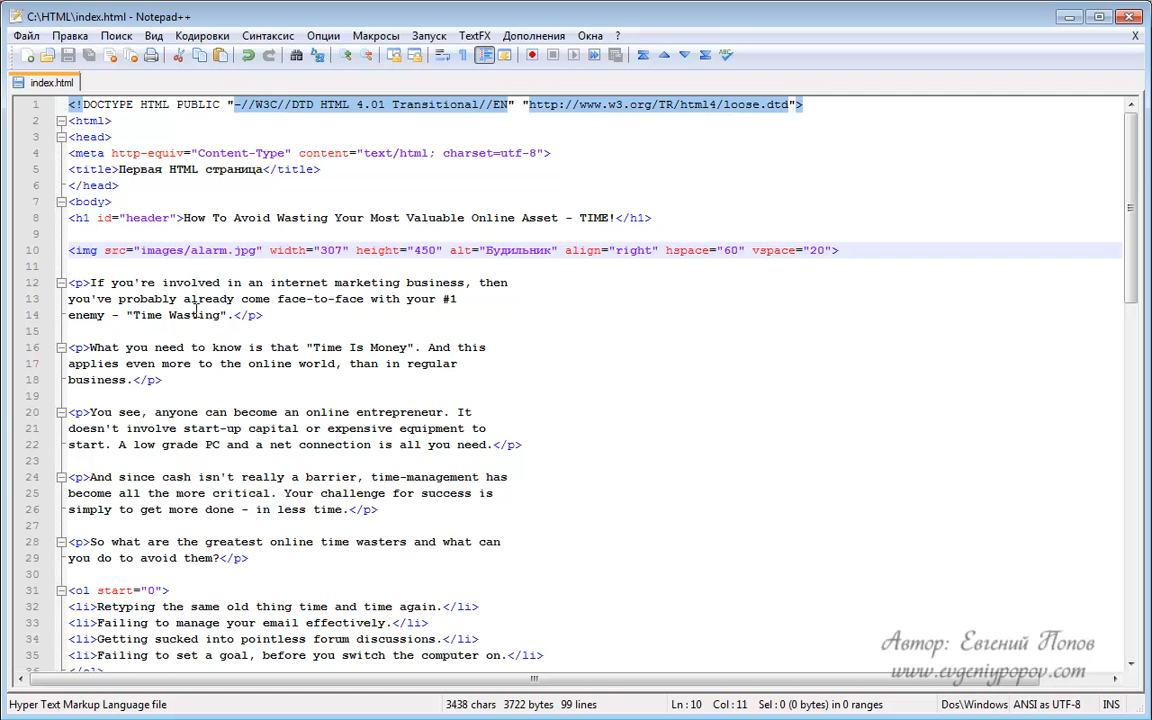 C:\HTML\index.html - Notepad++
Файл Правка Поиск Вид Кодировки Синтаксис Опции Макросы Запуск TextFX Дополнения Окна ? X
index.html
1 <!DOCTYPE HTML PUBLIC "-//W3C//DTD HTML 4.01 Transitional//EN" "http://www.w3.org/TR/html4/loose.dtd">
2 <html>
3 <head>
4 <meta http-equiv="Content-Type" content="text/html; charset=utf-8">
5 <title>Первая HTML страница</title>
6 </head>
7 <body>
8 <h1 id="header">How To Avoid Wasting Your Most Valuable Online Asset - TIME!</h1>
9
10 <img src="images/alarm.jpg" width="307" height="450" alt="Будильник" align="right" hspace="60" vspace="20">
11
12 <p>If you're involved in an internet marketing business, then
13 you've probably already come face-to-face with your #1
14 enemy - "Time Wasting".</p>
15
16 <p>What you need to know is that "Time Is Money". And this
17 applies even more to the online world, than in regular
18 business.</p>
19
20 <p>You see, anyone can become an online entrepreneur. It
21 doesn't involve start-up capital or expensive equipment to
22 start. A low grade PC and a net connection is all you need.</p>
23
24 <p>And since cash isn't really a barrier, time-management has
25 become all the more critical. Your challenge for success is
26 simply to get more done - in less time.</p>
27
28 <p>So what are the greatest online time wasters and what can
29 you do to avoid them?</p>
30
31 <ol start="0">
32 <li>Retyping the same old thing time and time again.</li>
33 <li>Failing to manage your email effectively.</li>
34 <li>Getting sucked into pointless forum discussions.</li>
35 <li>Failing to set a goal, before you switch the computer on.</li>
36 </ol>
Автор: Евгений Попов
www.evgeniypopov.com
Hyper Text Markup Language file 3438 chars 3722 bytes 99 lines Ln : 10 Col : 11 Sel : 0 (0 bytes) in 0 ranges Dos\Windows ANSI as UTF-8 INS